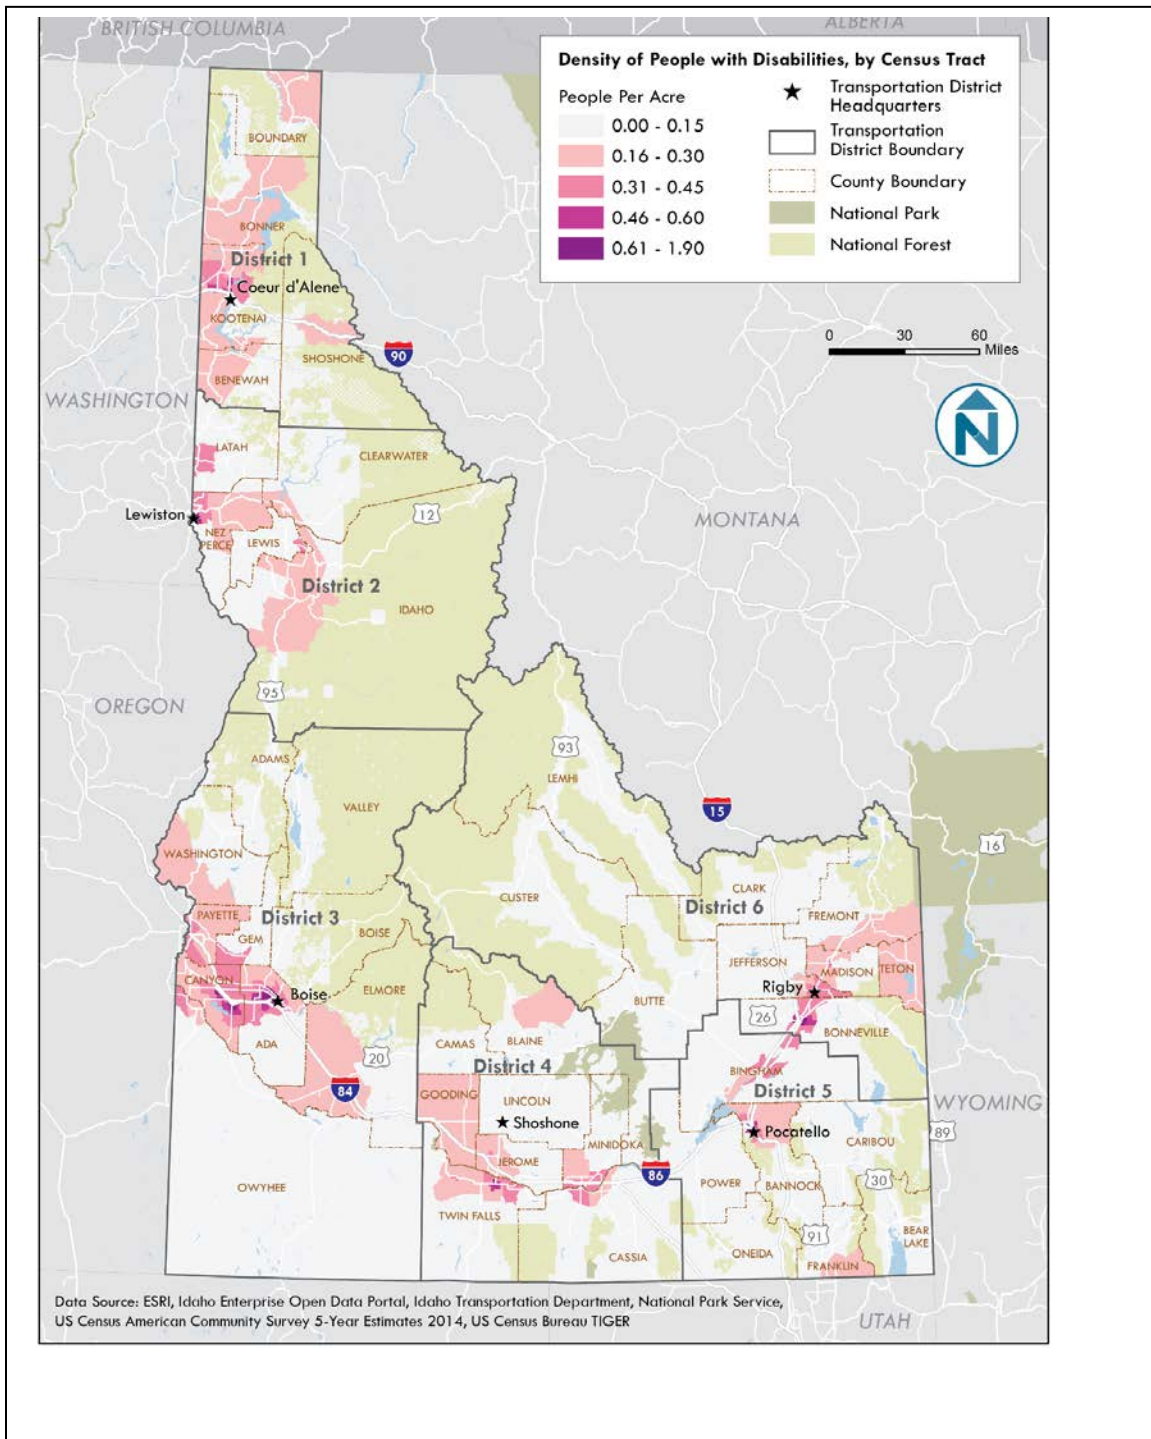 BRITISH COLUMBIA
ALBERTA
Density of People with Disabilities, by Census Tract
People Per Acre
0.00 - 0.15
0.16 - 0.30
0.31 - 0.45
0.46 - 0.60
0.61 - 1.90
Transportation District
Headquarters
Transportation
District Boundary
County Boundary
National Park
National Forest
0 30 60
Miles
N
BOUNDARY
BONNER
District 1
Coeur d'Alene
KOOTENAI
SHOSHONE
90
BENEWAH
WASHINGTON
LATAH
CLEARWATER
12
Lewiston
NEZ
PERCE
LEWIS
MONTANA
District 2
IDAHO
95
OREGON
ADAMS
93
LEMHI
VALLEY
15
16
WASHINGTON
CUSTER
CLARK
District 6
FREMONT
PAYETTE
District 3
GEM
BOISE
JEFFERSON
MADISON
TETON
CANYON
Boise
ELMORE
Rigby
BUTTE
26
BONNEVILLE
ADA
20
CAMAS
BLAINE
District 4
BINGHAM
District 5
84
GOODING
LINCOLN
Shoshone
WYOMING
89
Pocatello
CARIBOU
MINIDOKA
JEROME
86
POWER
BANNOCK
30
OWYHEE
TWIN FALLS
CASSIA
ONEIDA
91
BEAR
LAKE
FRANKLIN
Data Source: ESRI, Idaho Enterprise Open Data Portal, Idaho Transportation Department, National Park Service,
US Census American Community Survey 5-Year Estimates 2014, US Census Bureau TIGER
UTAH